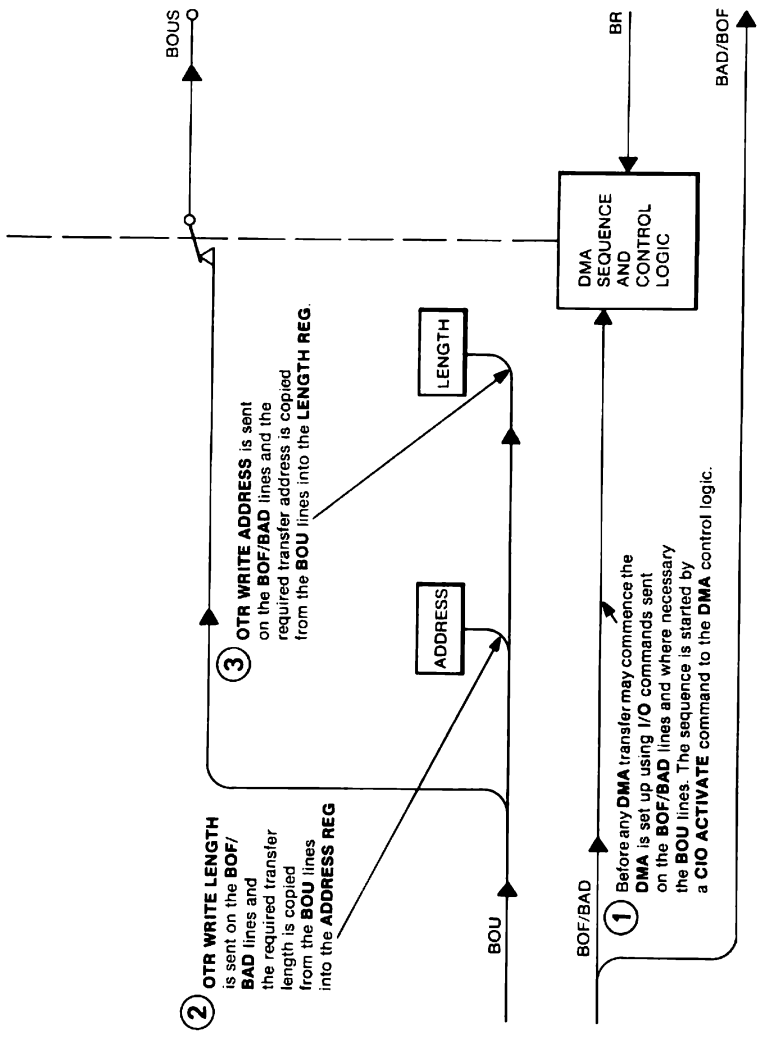 BOUS
② OTR WRITE LENGTH
is sent on the BOF/
BAD lines and
the required transfer
length is copied
from the BOU lines
into the ADDRESS REG
③ OTR WRITE ADDRESS is sent
on the BOF/BAD lines and the
required transfer address is copied
from the BOU lines into the LENGTH REG.
ADDRESS
LENGTH
BOU
BR
DMA
SEQUENCE
AND
CONTROL
LOGIC
BOF/BAD
① Before any DMA transfer may commence the
DMA is set up using I/O commands sent
on the BOF/BAD lines and where necessary
the BOU lines. The sequence is started by
a CIO ACTIVATE command to the DMA control logic.
BAD/BOF